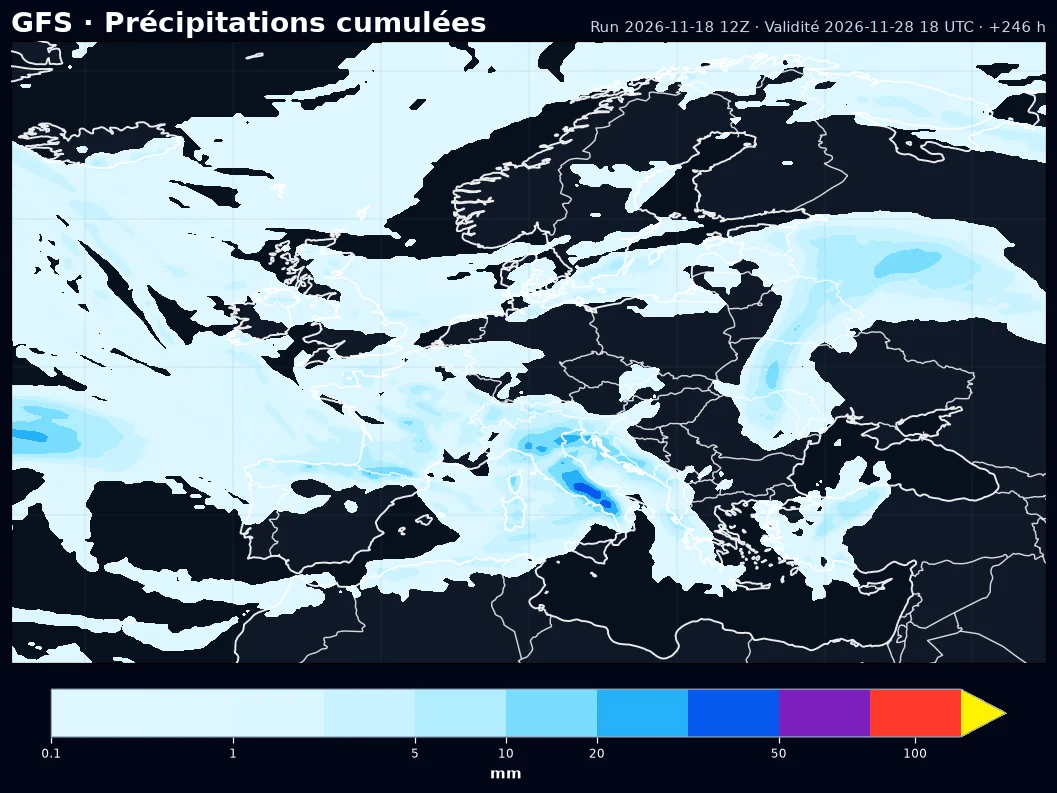 GFS · Précipitations cumulées
Run 2026-11-18 12Z · Validité 2026-11-28 18 UTC · +246 h
0.1 1 5 10 20 50 100
mm